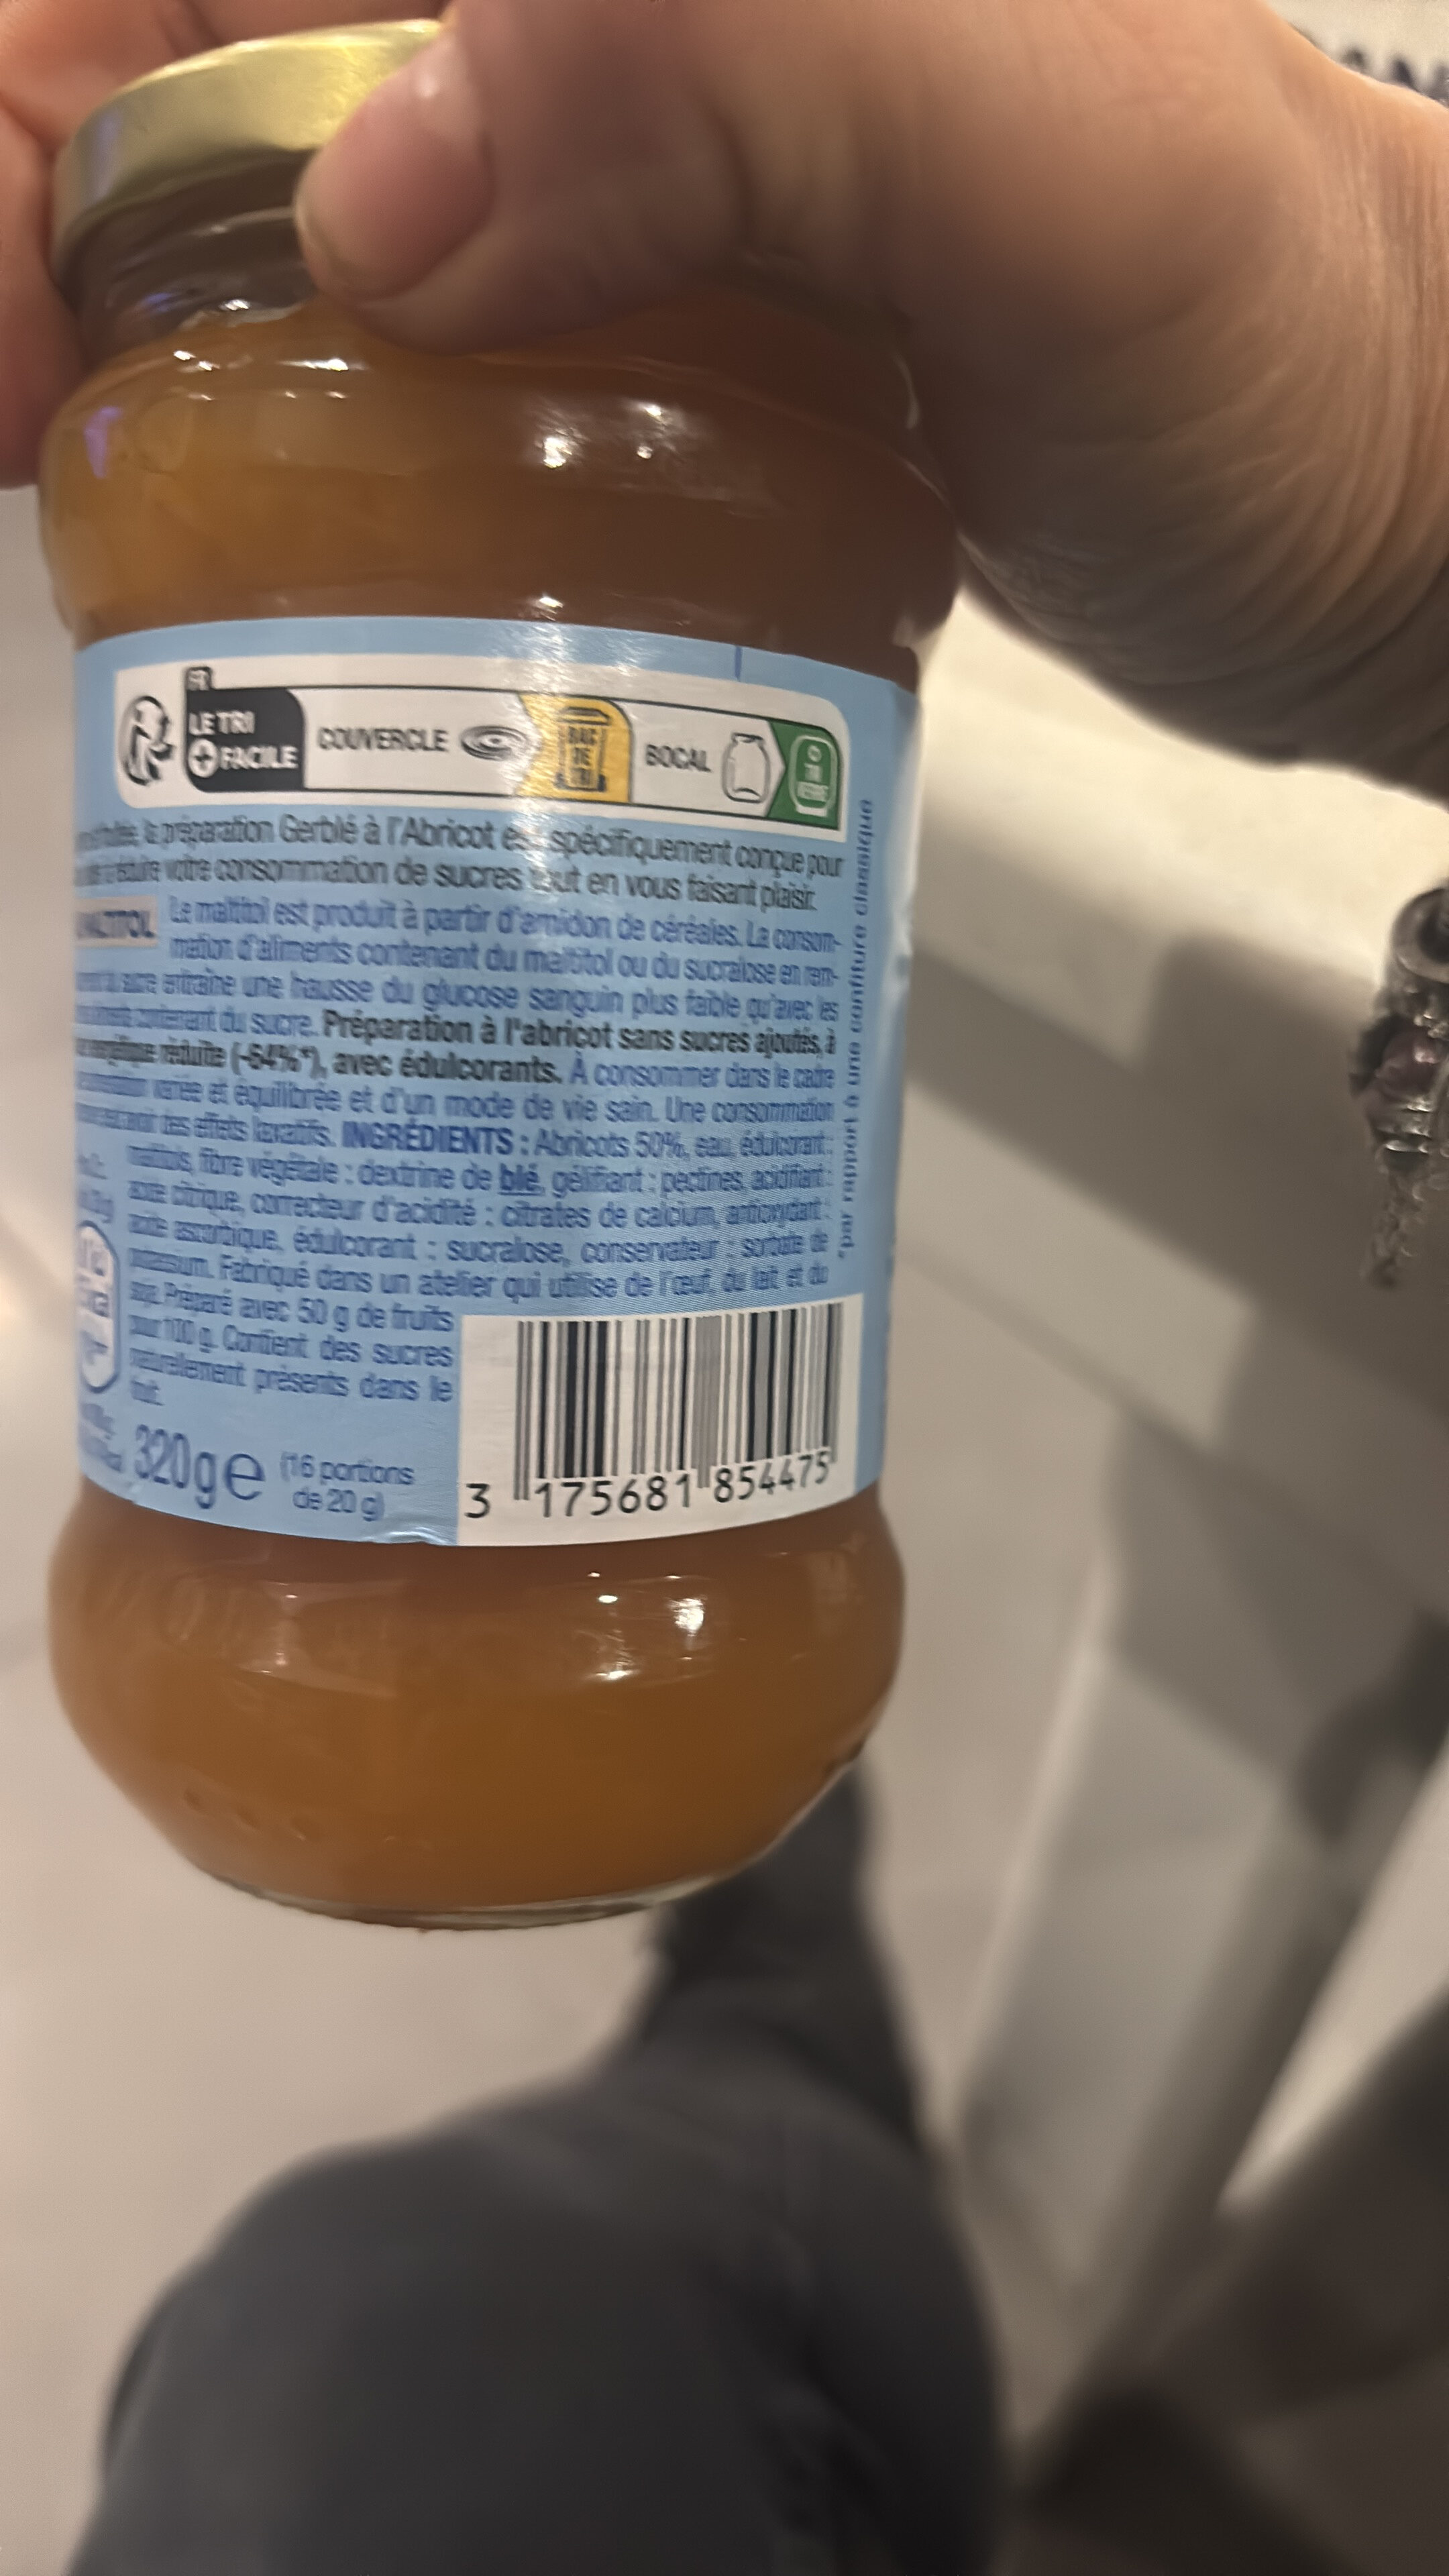 FR
LE TRI
+ FACILE
COUVERCLE
BAC
DE
TRI
BOCAL
la préparation Gerblé à l'Abricot est spécifiquement conçue pour
réduire votre consommation de sucres tout en vous faisant plaisir.
MALTITOL Le maltitol est produit à partir d'amidon de céréales. La consom-
mation d'aliments contenant du maltitol ou du sucralose en rem-
sucre entraîne une hausse du glucose sanguin plus faible qu'avec les
contenant du sucre. Préparation à l'abricot sans sucres ajoutés, à
réduite (-64%*), avec édulcorants. À consommer dans le cadre
variée et équilibrée et d'un mode de vie sain. Une consommation
avoir des effets laxatifs. INGRÉDIENTS : Abricots 50%, eau, édulcorant :
maltitols, fibre végétale : dextrine de blé, gélifiant : pectines, acidifiant :
acide citrique, correcteur d'acidité : citrates de calcium, antioxydant :
acide ascorbique, édulcorant : sucralose, conservateur : sorbate de
potassium. Fabriqué dans un atelier qui utilise de l'œuf, du lait et du
soja. Préparé avec 50 g de fruits
pour 100 g. Contient des sucres
naturellement présents dans le
fruit.
320g e (16 portions
de 20 g)
3 175681 854475
*par rapport à une confiture classique